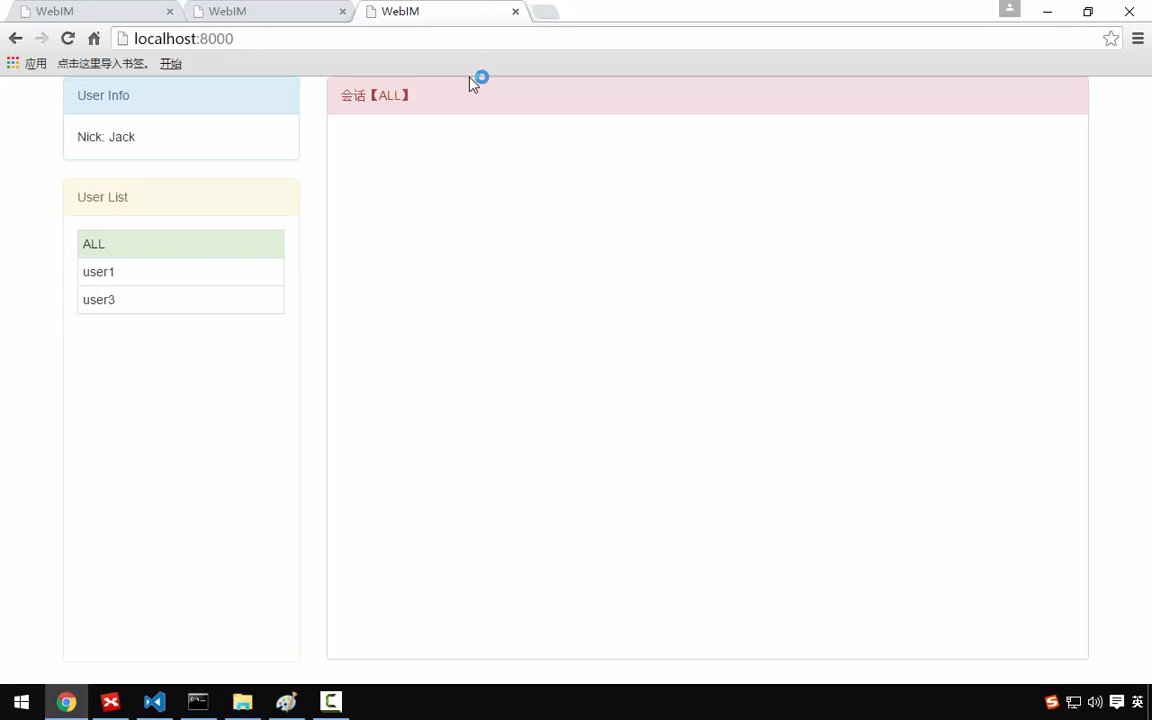 WebIM
WebIM
WebIM
localhost:8000
应用
点击这里导入书签。
开始
User Info
Nick: Jack
User List
ALL
user1
user3
会话【ALL】
英